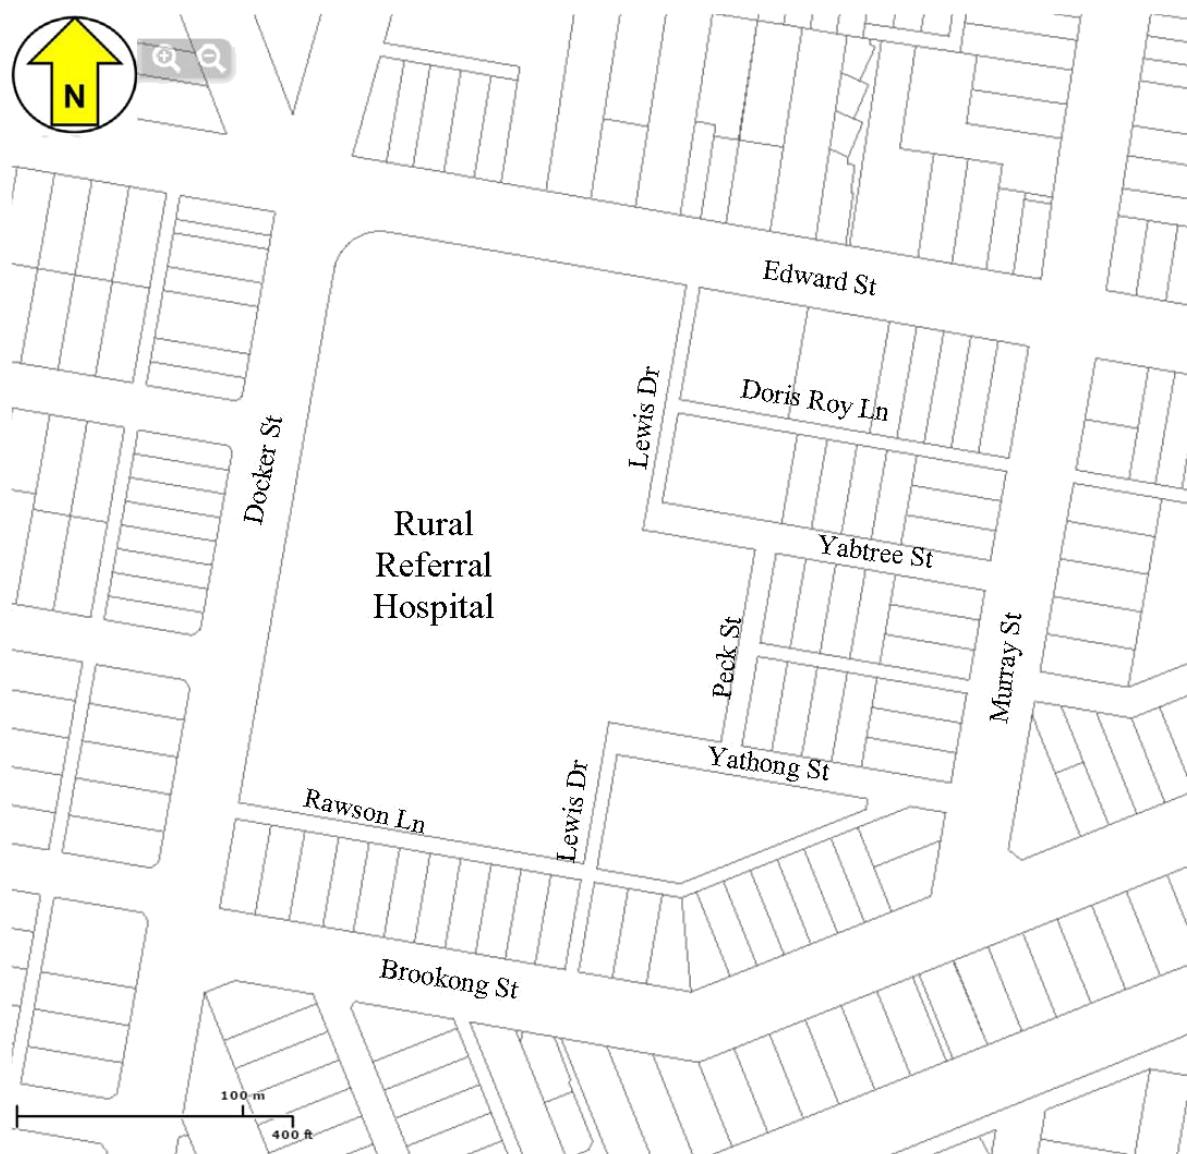 N
Edward St
Lewis Dr
Doris Roy Ln
Docker St
Rural
Referral
Hospital
Yabtree St
Peck St
Murray St
Yathong St
Lewis Dr
Rawson Ln
Brookong St
100 m
400 ft